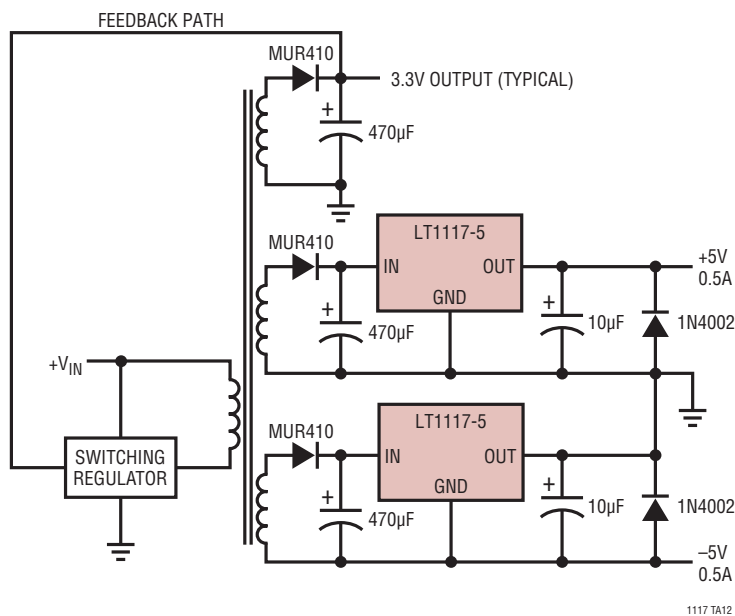 FEEDBACK PATH
MUR410
3.3V OUTPUT (TYPICAL)
+
470µF
MUR410
LT1117-5
IN
OUT
GND
+5V
0.5A
+
470µF
+
10µF
1N4002
+VIN
SWITCHING
REGULATOR
MUR410
LT1117-5
IN
OUT
GND
+
470µF
+
10µF
1N4002
–5V
0.5A
1117 TA12